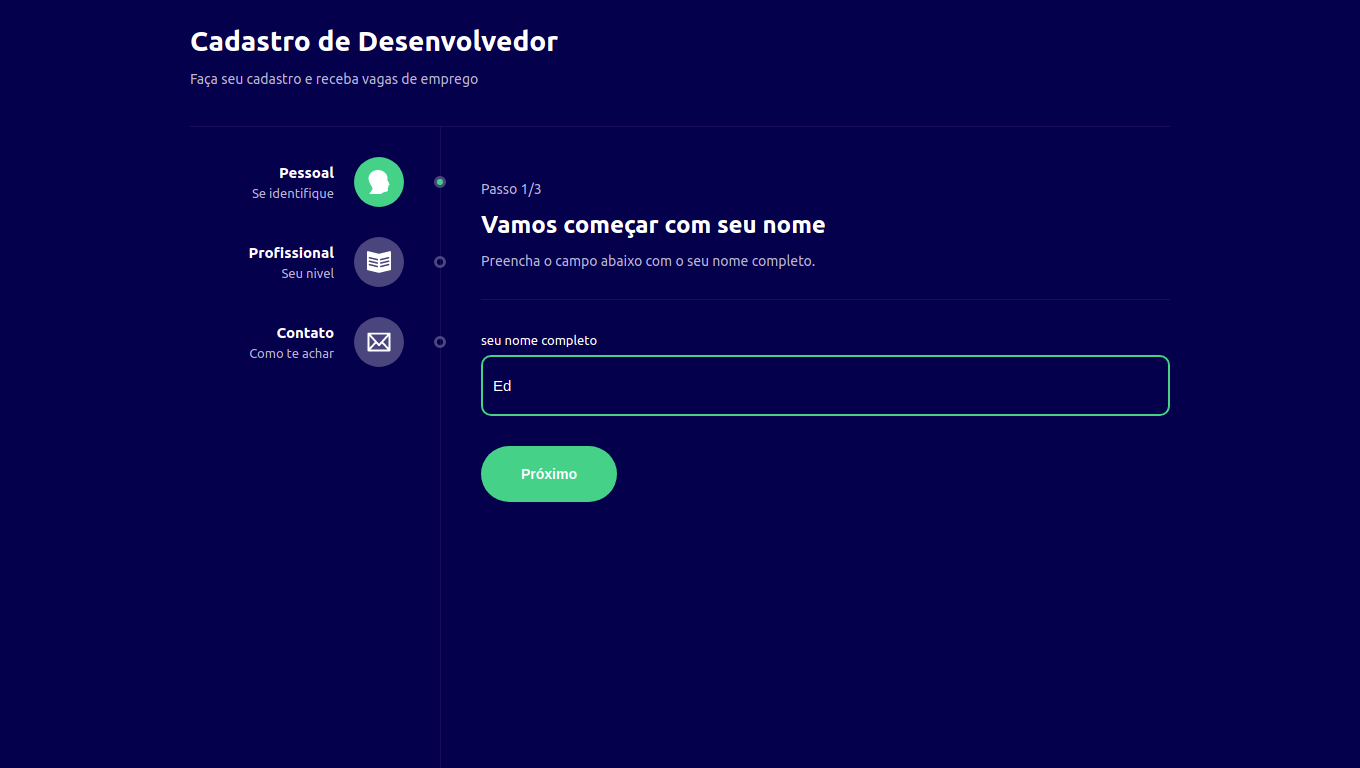 Cadastro de Desenvolvedor
Faça seu cadastro e receba vagas de emprego
Pessoal
Se identifique
Profissional
Seu nivel
Contato
Como te achar
Passo 1/3
Vamos começar com seu nome
Preencha o campo abaixo com o seu nome completo.
seu nome completo
Ed
Próximo